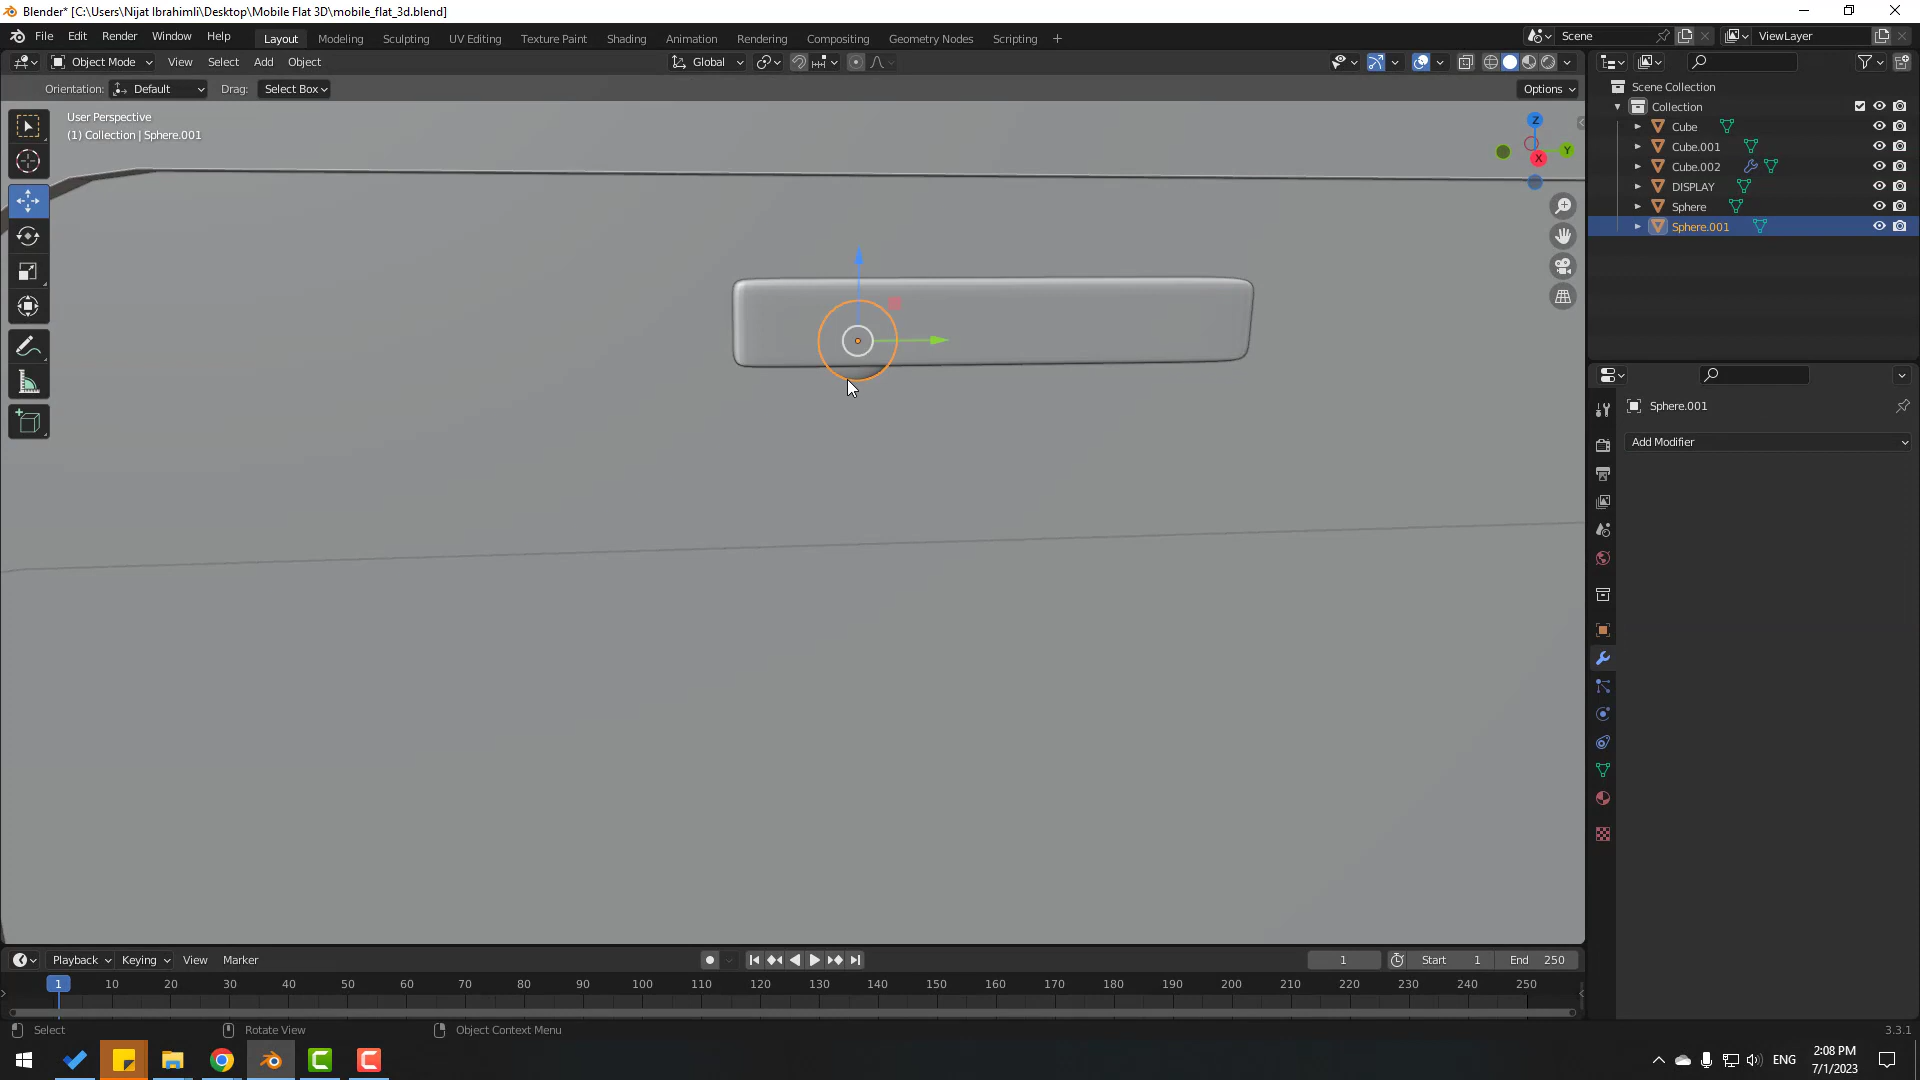 Blender* [C:\Users\Nijat Ibrahimli\Desktop\Mobile Flat 3D\mobile_flat_3d.blend]
File Edit Render Window Help Layout Modeling Sculpting UV Editing Texture Paint Shading Animation Rendering Compositing Geometry Nodes Scripting + Scene ViewLayer
Object Mode View Select Add Object Global
Orientation: Default Drag: Select Box Options
User Perspective
(1) Collection | Sphere.001
Z
Y
X
Scene Collection
Collection
Cube
Cube.001
Cube.002
DISPLAY
Sphere
Sphere.001
Sphere.001
Add Modifier
Playback Keying View Marker 1 Start 1 End 250
1 10 20 30 40 50 60 70 80 90 100 110 120 130 140 150 160 170 180 190 200 210 220 230 240 250
Select Rotate View Object Context Menu 3.3.1
ENG 2:08 PM
7/1/2023